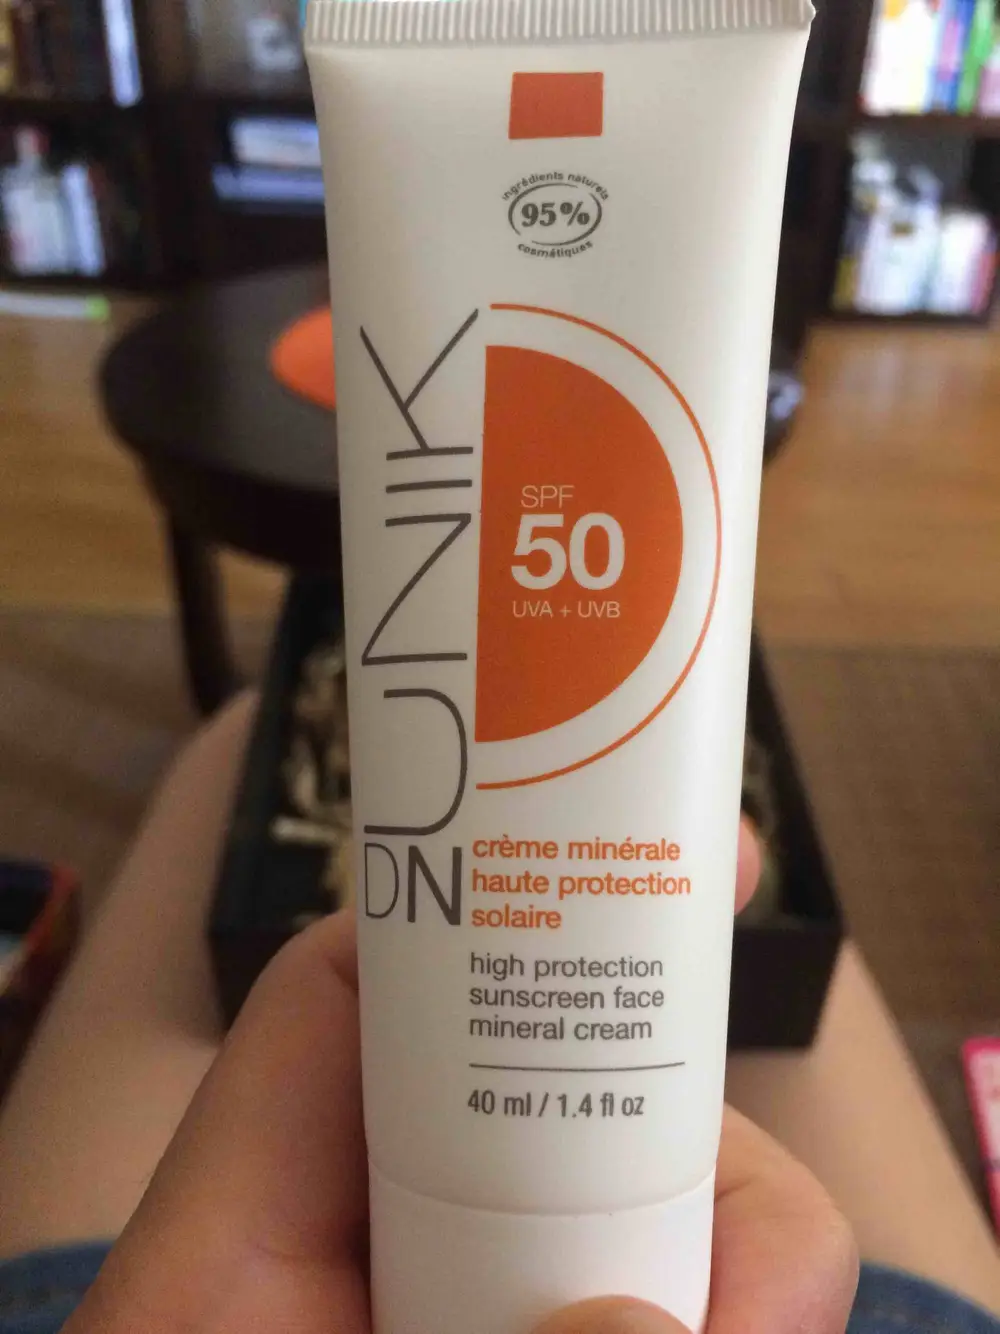 ingrédients naturels
95%
cosmétiques
DN UNIK
SPF
50
UVA + UVB
crème minérale
haute protection
solaire
high protection
sunscreen face
mineral cream
40 ml / 1.4 fl oz